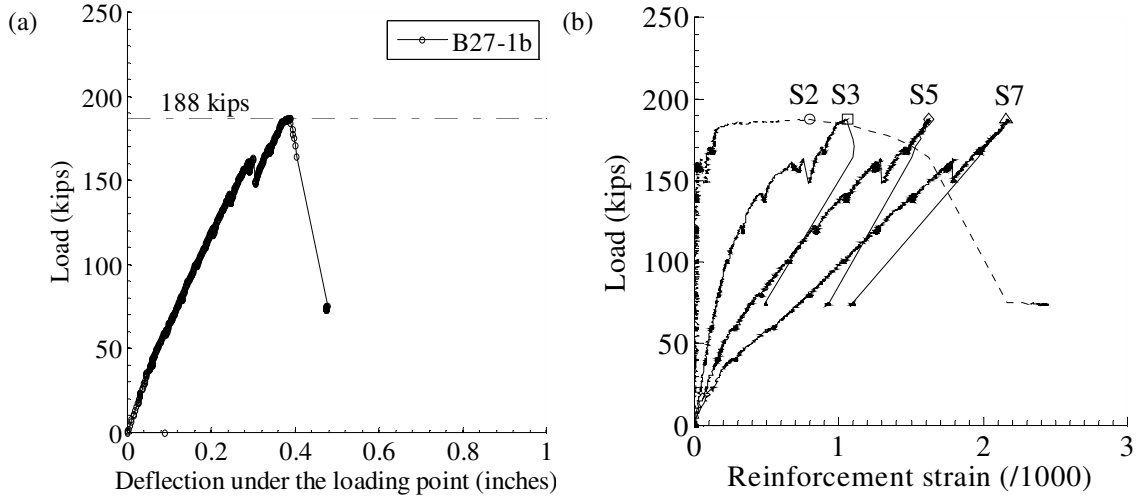 (a)
250
200
150
100
50
0
Load (kips)
B27-1b
188 kips
0 0.2 0.4 0.6 0.8 1
Deflection under the loading point (inches)
(b)
250
200
150
100
50
0
Load (kips)
S2 S3 S5 S7
0 1 2 3
Reinforcement strain (/1000)